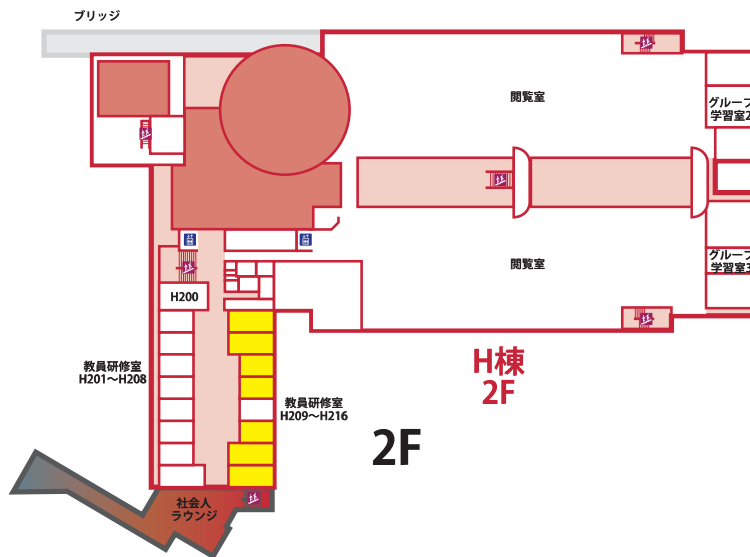 ブリッジ
閲覧室
グループ
学習室2
閲覧室
グループ
学習室3
H200
教員研修室
H201〜H208
教員研修室
H209〜H216
H棟
2F
2F
社会人
ラウンジ